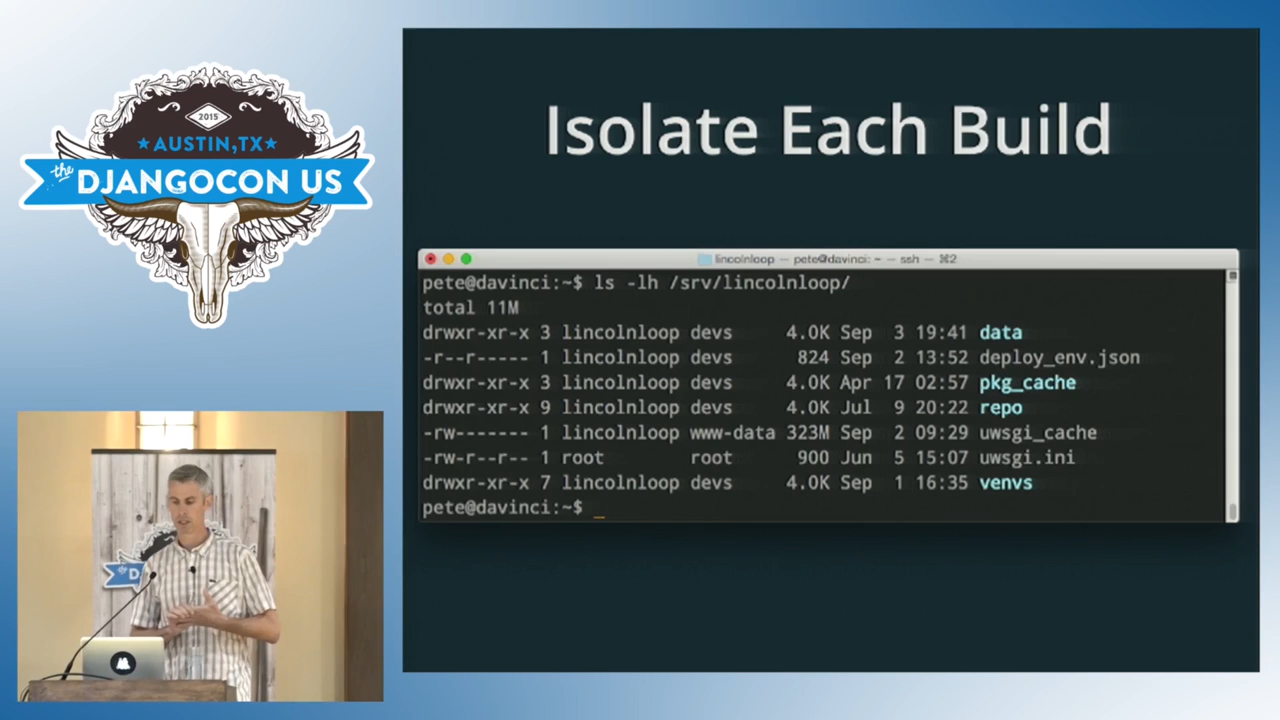 2015
AUSTIN, TX
the
DJANGOCON US
Isolate Each Build
lincolnloop — pete@davinci: ~ — ssh — ⌘2
pete@davinci:~$ ls -lh /srv/lincolnloop/
total 11M
drwxr-xr-x 3 lincolnloop devs 4.0K Sep 3 19:41 data
-r--r----- 1 lincolnloop devs 824 Sep 2 13:52 deploy_env.json
drwxr-xr-x 3 lincolnloop devs 4.0K Apr 17 02:57 pkg_cache
drwxr-xr-x 9 lincolnloop devs 4.0K Jul 9 20:22 repo
-rw------- 1 lincolnloop www-data 323M Sep 2 09:29 uwsgi_cache
-rw-r--r-- 1 root root 900 Jun 5 15:07 uwsgi.ini
drwxr-xr-x 7 lincolnloop devs 4.0K Sep 1 16:35 venvs
pete@davinci:~$ _
the D